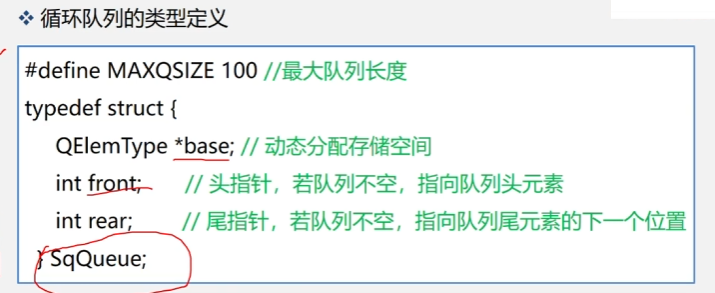 ❖ 循环队列的类型定义
#define MAXQSIZE 100 //最大队列长度
typedef struct {
QElemType *base; // 动态分配存储空间
int front; // 头指针，若队列不空，指向队列头元素
int rear; // 尾指针，若队列不空，指向队列尾元素的下一个位置
} SqQueue;